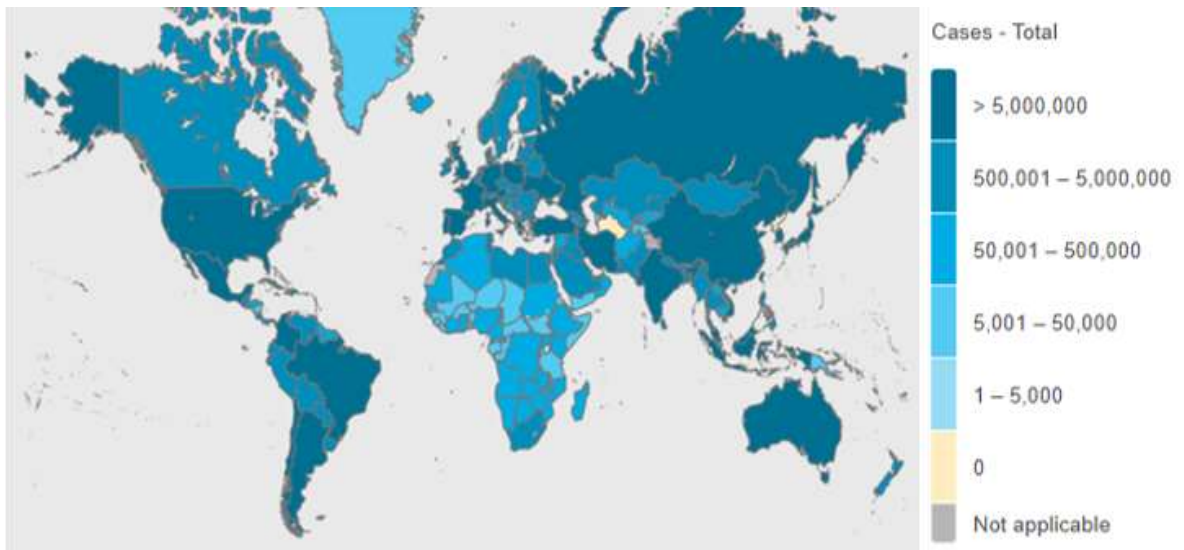 Cases - Total
> 5,000,000
500,001 – 5,000,000
50,001 – 500,000
5,001 – 50,000
1 – 5,000
0
Not applicable